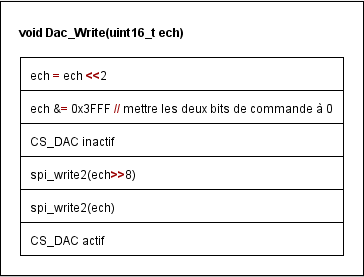 void Dac_Write(uint16_t ech)
ech = ech <<2
ech &= 0x3FFF // mettre les deux bits de commande à 0
CS_DAC inactif
spi_write2(ech>>8)
spi_write2(ech)
CS_DAC actif